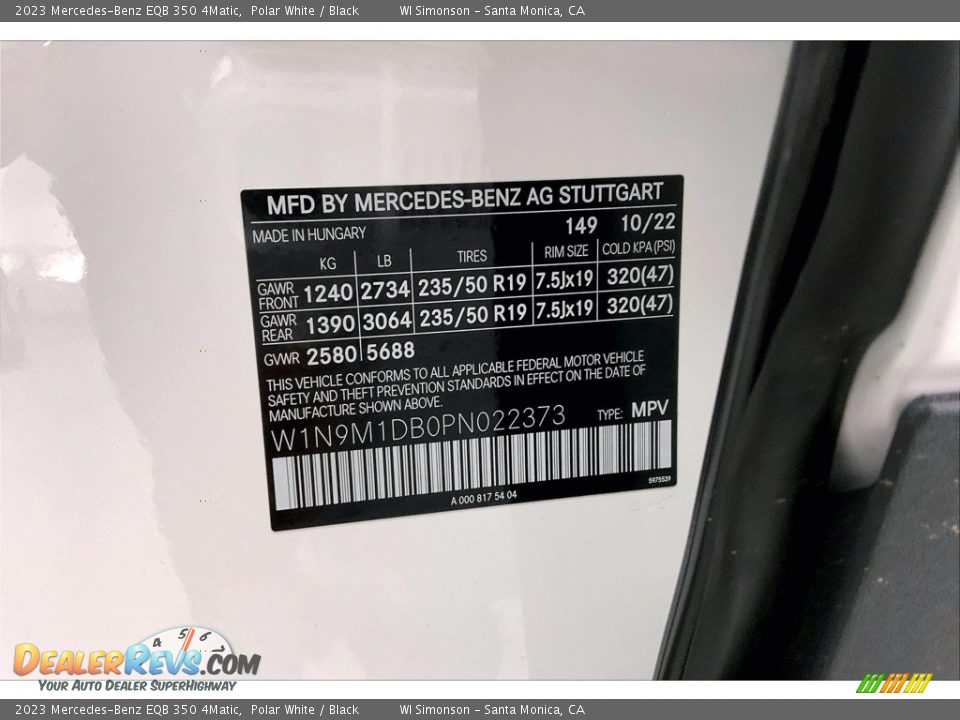 2023 Mercedes-Benz EQB 350 4Matic, Polar White / Black WI Simonson - Santa Monica, CA
MFD BY MERCEDES-BENZ AG STUTTGART
MADE IN HUNGARY 149 10/22
KG LB TIRES RIM SIZE COLD KPA(PSI)
GAWR FRONT 1240 2734 235/50 R19 7.5Jx19 320(47)
GAWR REAR 1390 3064 235/50 R19 7.5Jx19 320(47)
GVWR 2580 5688
THIS VEHICLE CONFORMS TO ALL APPLICABLE FEDERAL MOTOR VEHICLE
SAFETY AND THEFT PREVENTION STANDARDS IN EFFECT ON THE DATE OF
MANUFACTURE SHOWN ABOVE.
W1N9M1DB0PN022373 TYPE: MPV
5975539
A 000 817 54 04
4 5 6
DEALERREVS.COM
YOUR AUTO DEALER SUPERHIGHWAY
2023 Mercedes-Benz EQB 350 4Matic, Polar White / Black WI Simonson - Santa Monica, CA